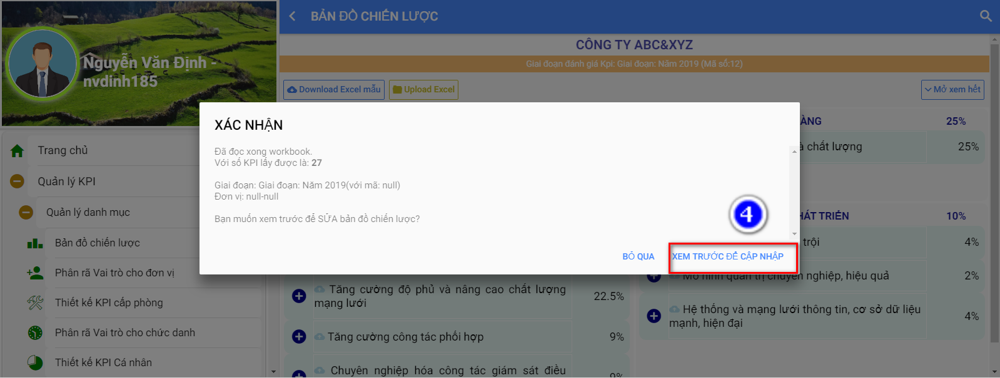 Nguyễn Văn Định -
nvdinh185
Trang chủ
Quản lý KPI
Quản lý danh mục
Bản đồ chiến lược
Phân rã Vai trò cho đơn vị
Thiết kế KPI cấp phòng
Phân rã Vai trò cho chức danh
Thiết kế KPI Cá nhân
BẢN ĐỒ CHIẾN LƯỢC
CÔNG TY ABC&XYZ
Giai đoạn đánh giá Kpi: Giai đoạn: Năm 2019 (Mã số:12)
Download Excel mẫu
Upload Excel
Mở xem hết
XÁC NHẬN
Đã đọc xong workbook.
Với số KPI lấy được là: 27
Giai đoạn: Giai đoạn: Năm 2019(với mã: null)
Đơn vị: null-null
Bạn muốn xem trước để SỬA bản đồ chiến lược?
4
BỎ QUA
XEM TRƯỚC ĐỂ CẬP NHẬP
Tăng cường độ phủ và nâng cao chất lượng
mạng lưới
22.5%
Tăng cường công tác phối hợp
9%
Chuyên nghiệp hóa công tác giám sát điều
9%
ÀNG
25%
à chất lượng
25%
HÁT TRIỂN
10%
trội
4%
Mô hình quản trị chuyên nghiệp, hiệu quả
2%
Hệ thống và mạng lưới thông tin, cơ sở dữ liệu
mạnh, hiện đại
4%